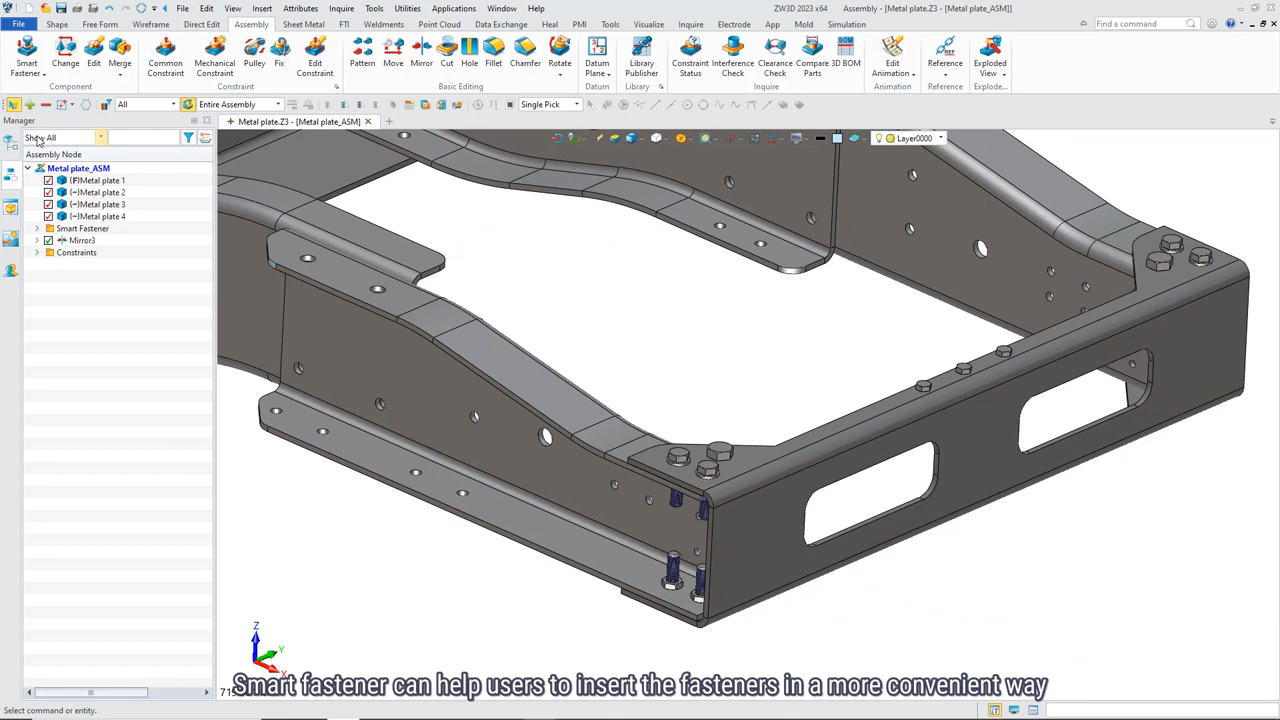 File Edit View Insert Attributes Inquire Tools Utilities Applications Window Help
ZW3D 2023 x64 Assembly - [Metal plate.Z3 - [Metal plate_ASM]]
File Shape Free Form Wireframe Direct Edit Assembly Sheet Metal FTI Weldments Point Cloud Data Exchange Heal PMI Tools Visualize Inquire Electrode App Mold Simulation Find a command
Smart Fastener Change Edit Merge Common Constraint Mechanical Constraint Pulley Fix Edit Constraint Pattern Move Mirror Cut Hole Fillet Chamfer Rotate Datum Plane Library Publisher Constraint Status Interference Check Clearance Check Compare Parts 3D BOM Edit Animation Reference Exploded View
Component Constraint Basic Editing Datum Library Inquire Animation Reference Explode...
All Entire Assembly Single Pick
Manager
Metal plate.Z3 - [Metal_plate_ASM]
Show All
Layer0000
Assembly Node
Metal plate_ASM
(F)Metal plate 1
(-)Metal plate 2
(-)Metal plate 3
(-)Metal plate 4
Smart Fastener
Mirror3
Constraints
Z
Y
X
Smart fastener can help users to insert the fasteners in a more convenient way
Select command or entity.